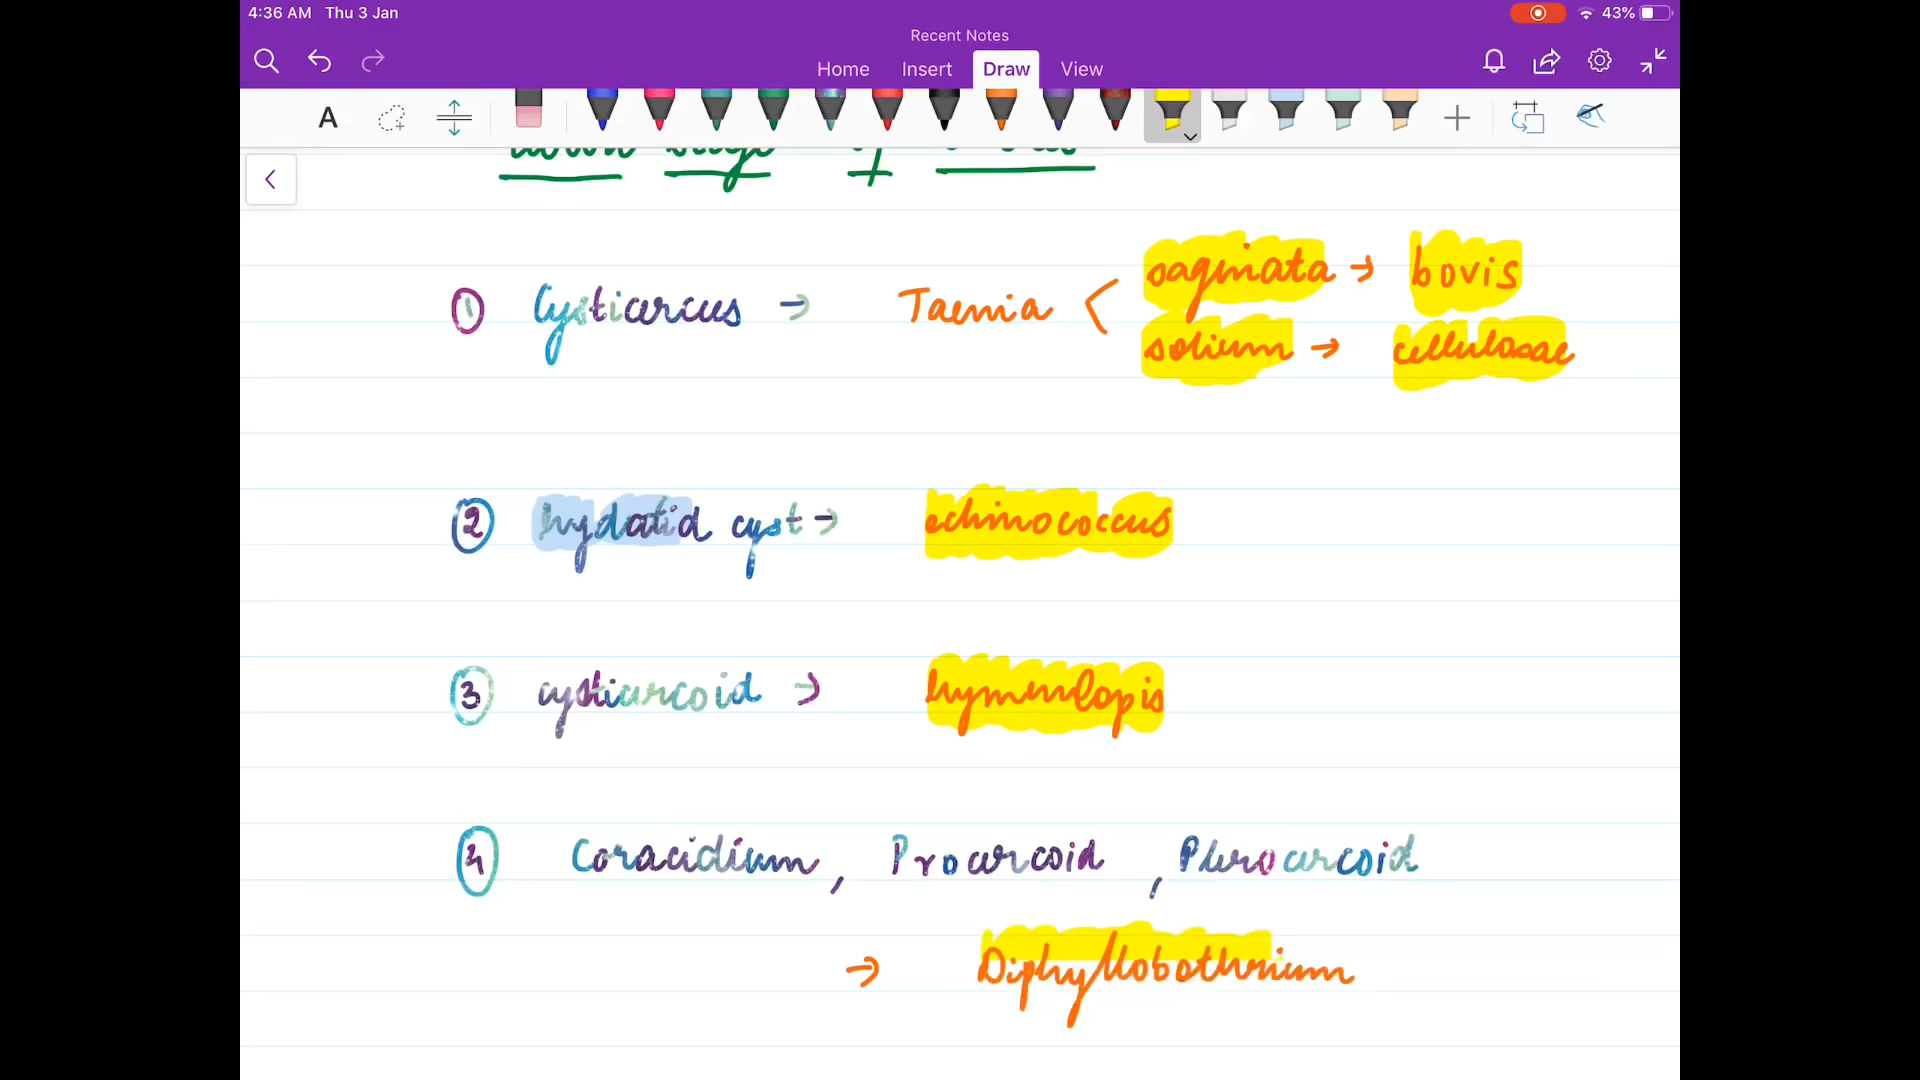 4:36 AM Thu 3 Jan 43%
Recent Notes
Home Insert Draw View
A
① Cysticercus → Taenia < saginata → bovis
solium → cellulosae
② hydatid cyst → echinococcus
③ cysticercoid → hymenlopis
④ Coracidium, Procercoid, Plerocercoid
→ Diphyllobothrium